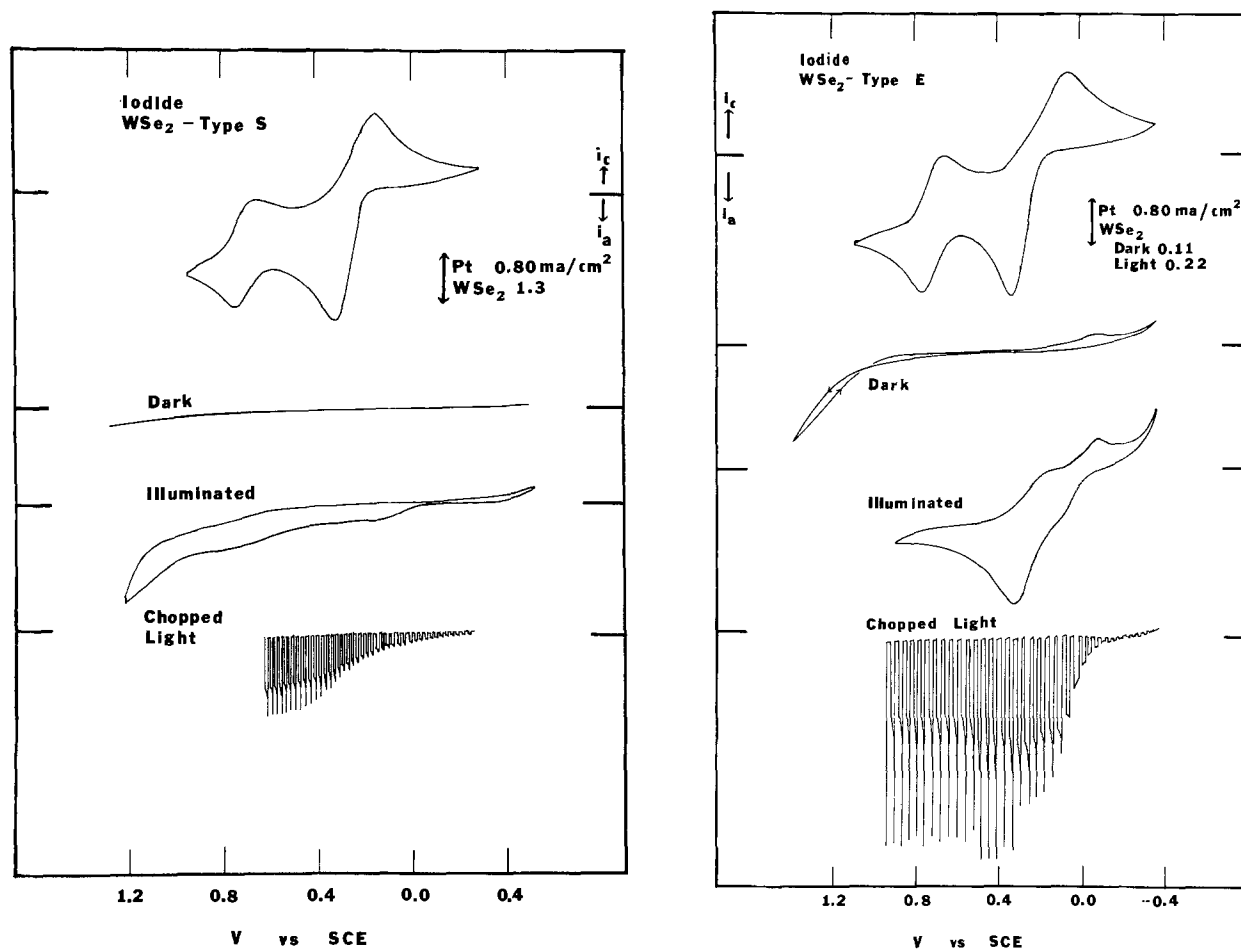 Iodide
WSe2 – Type S
ic
ia
Pt 0.80 ma/cm2
WSe2 1.3
Dark
Illuminated
Chopped
Light
1.2 0.8 0.4 0.0 0.4
V vs SCE
Iodide
WSe2 – Type E
ic
ia
Pt 0.80 ma/cm2
WSe2
Dark 0.11
Light 0.22
Dark
Illuminated
Chopped Light
1.2 0.8 0.4 0.0 -0.4
V vs SCE